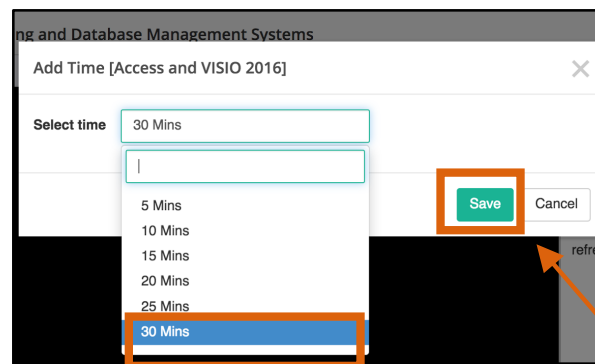 ng and Database Management Systems
Add Time [Access and VISIO 2016]
Select time 30 Mins
5 Mins
10 Mins
15 Mins
20 Mins
25 Mins
30 Mins
Save Cancel
refre